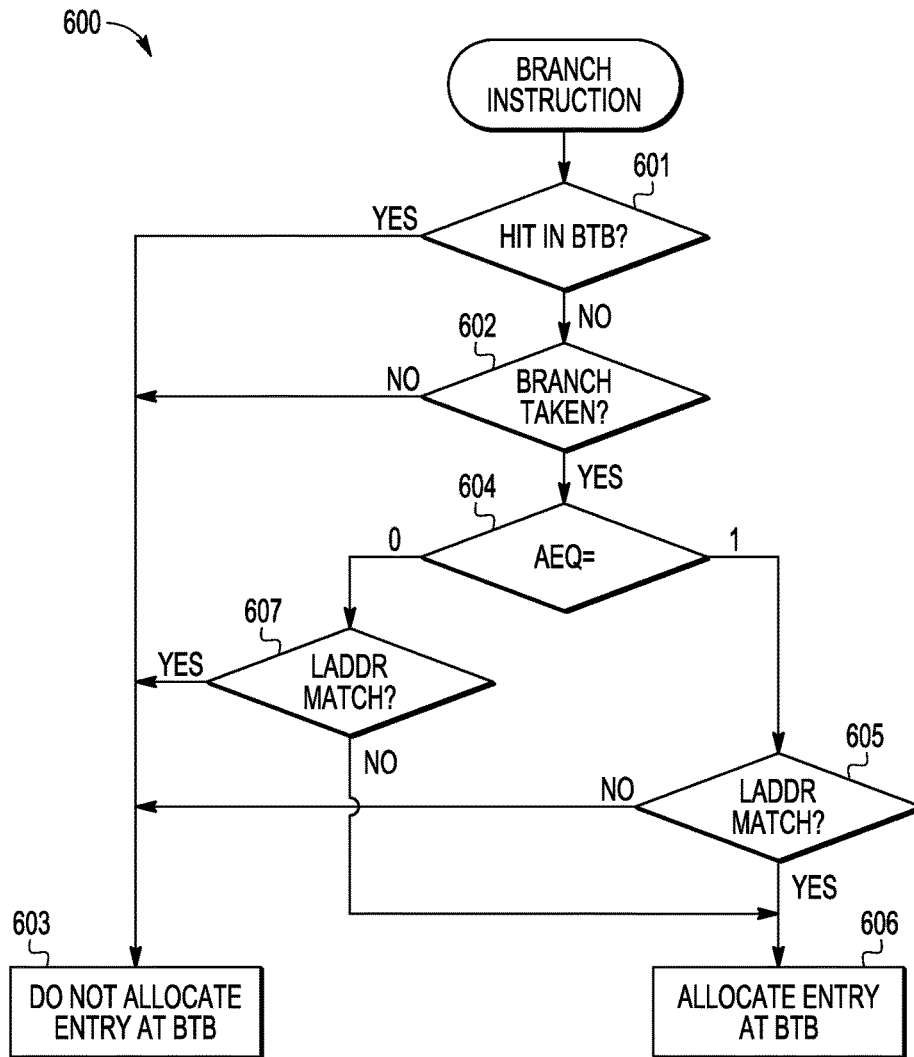 600
BRANCH
INSTRUCTION
601
YES
HIT IN BTB?
NO
602
NO
BRANCH
TAKEN?
YES
604
0
AEQ=
1
607
YES
LADDR
MATCH?
NO
605
NO
LADDR
MATCH?
YES
603
606
DO NOT ALLOCATE
ENTRY AT BTB
ALLOCATE ENTRY
AT BTB